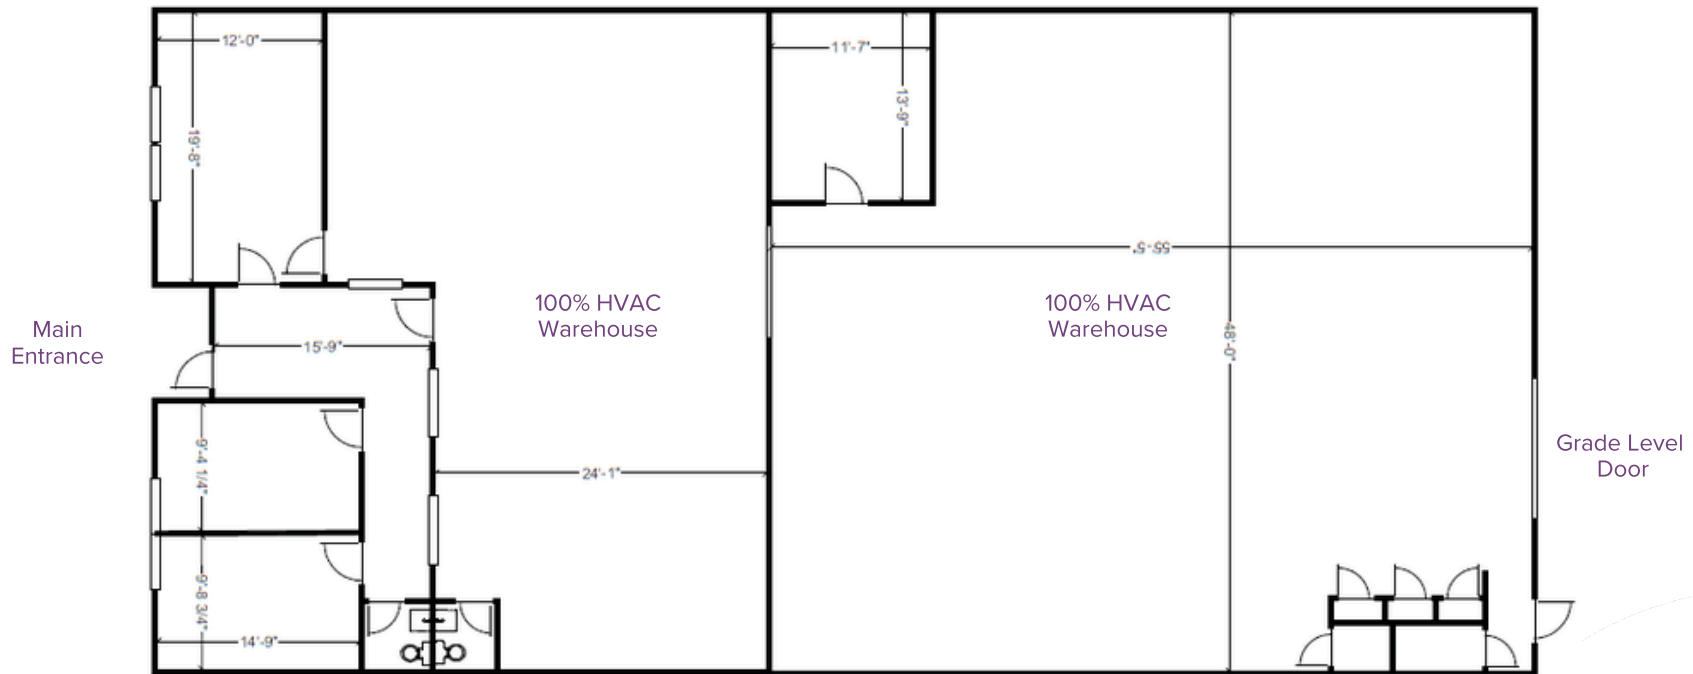 12'-0"
11'-7"
13'-9"
19'-8"
55'-5"
100% HVAC
Warehouse
100% HVAC
Warehouse
Main
Entrance
15'-9"
48'-0"
9'-4 1/4"
24'-1"
Grade Level
Door
9'-8 3/4"
14'-9"